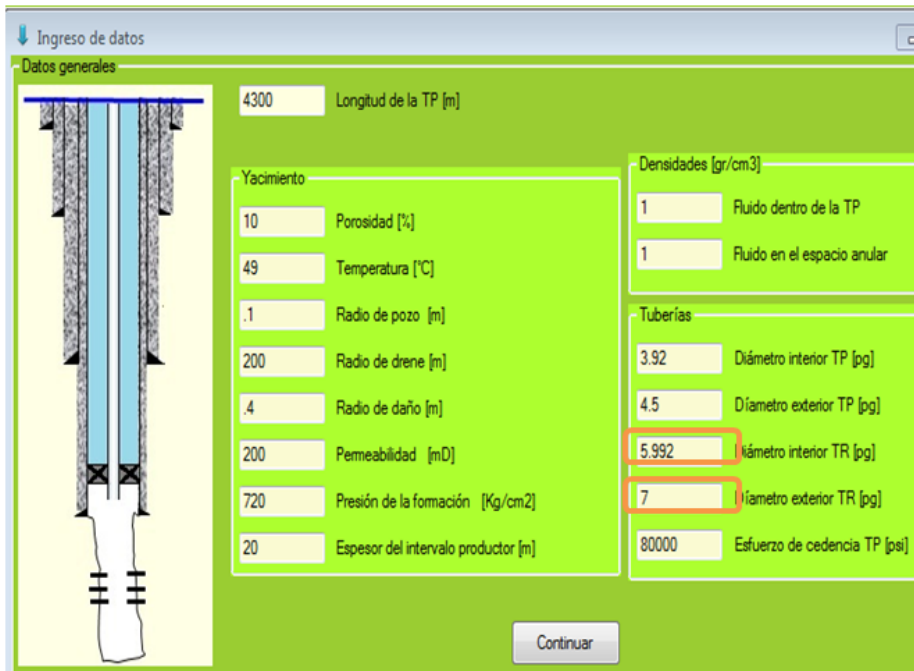 Ingreso de datos
Datos generales
4300 Longitud de la TP [m]
Yacimiento
10 Porosidad [%]
49 Temperatura [°C]
.1 Radio de pozo [m]
200 Radio de drene [m]
.4 Radio de daño [m]
200 Permeabilidad [mD]
720 Presión de la formación [Kg/cm2]
20 Espesor del intervalo productor [m]
Densidades [gr/cm3]
1 Fluido dentro de la TP
1 Fluido en el espacio anular
Tuberías
3.92 Diámetro interior TP [pg]
4.5 Díametro exterior TP [pg]
5.992 Diámetro interior TR [pg]
7 Díametro exterior TR [pg]
80000 Esfuerzo de cedencia TP [psi]
Continuar